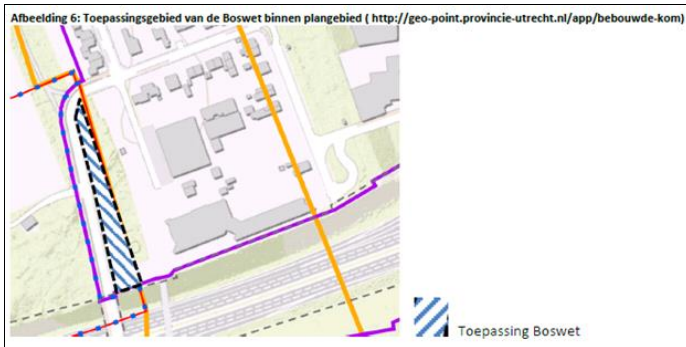 Afbeelding 6: Toepassingsgebied van de Boswet binnen plangebied ( http://geo-point.provincie-utrecht.nl/app/bebouwde-kom)
Toepassing Boswet